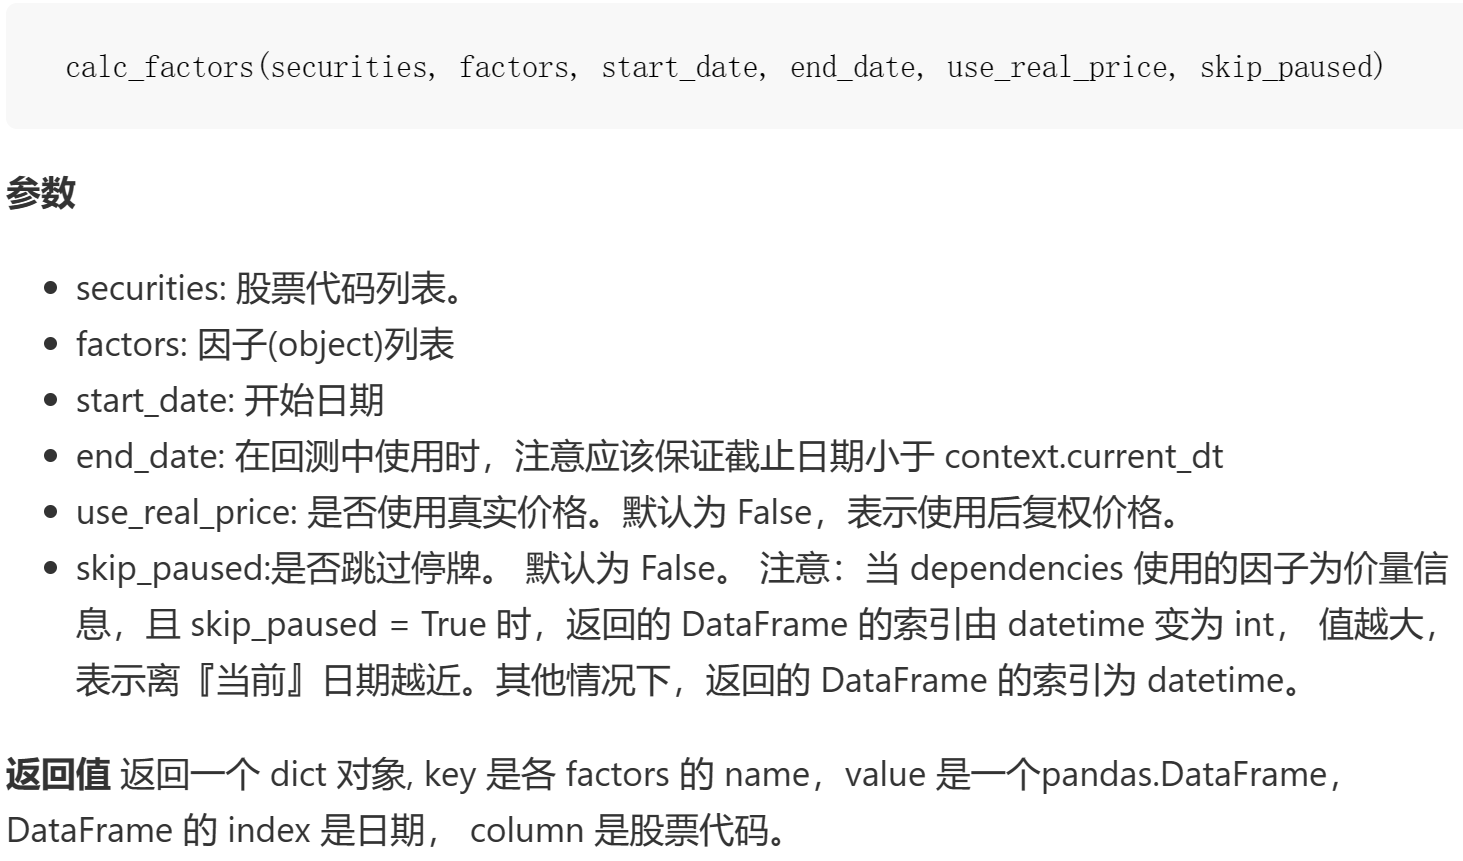 calc_factors(securities, factors, start_date, end_date, use_real_price, skip_paused)
参数
• securities: 股票代码列表。
• factors: 因子(object)列表
• start_date: 开始日期
• end_date: 在回测中使用时，注意应该保证截止日期小于 context.current_dt
• use_real_price: 是否使用真实价格。默认为 False，表示使用后复权价格。
• skip_paused:是否跳过停牌。 默认为 False。 注意：当 dependencies 使用的因子为价量信
息，且 skip_paused = True 时，返回的 DataFrame 的索引由 datetime 变为 int， 值越大，
表示离『当前』日期越近。其他情况下，返回的 DataFrame 的索引为 datetime。
返回值 返回一个 dict 对象, key 是各 factors 的 name，value 是一个pandas.DataFrame，
DataFrame 的 index 是日期， column 是股票代码。